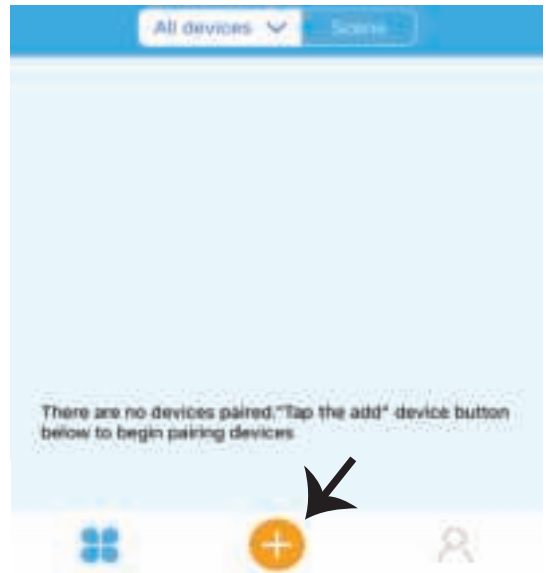 All devices
Scene
There are no devices paired."Tap the add" device button
below to begin pairing devices